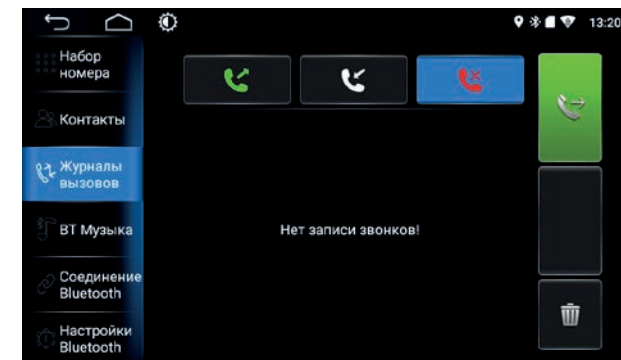 13:20
Набор
номера
Контакты
Журналы
вызовов
BT Музыка
Соединение
Bluetooth
Настройки
Bluetooth
Нет записи звонков!